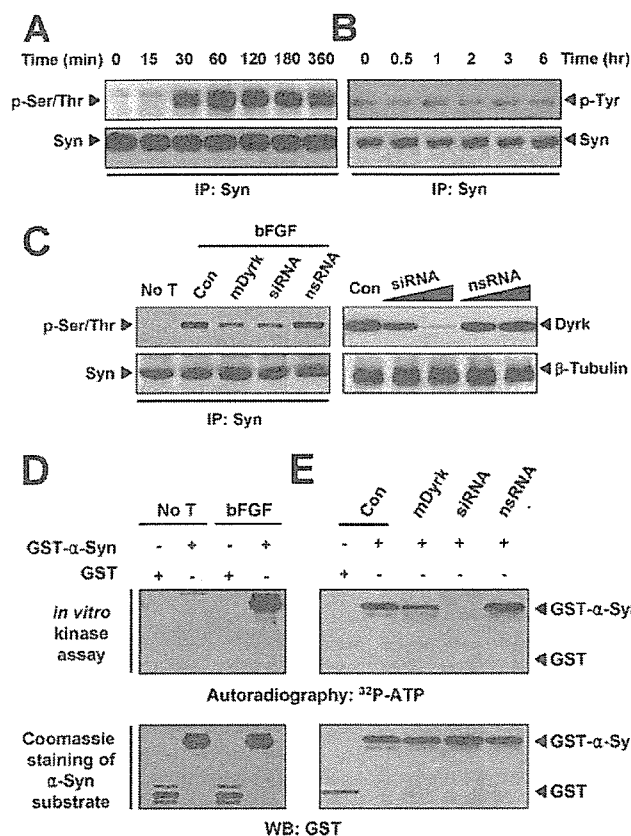 A
B
Time (min) 0 15 30 60 120 180 360
0 0.5 1 2 3 6 Time (hr)
p-Ser/Thr
p-Tyr
Syn
Syn
IP: Syn
IP: Syn
C
bFGF
No T Con mDyrk siRNA nsRNA
Con siRNA nsRNA
p-Ser/Thr
Dyrk
Syn
β-Tubulin
IP: Syn
D
E
No T bFGF
Con mDyrk siRNA nsRNA
GST-α-Syn - + - +
- + + + +
GST + - + -
+ - - - -
in vitro
kinase
assay
GST-α-Sy
GST
Autoradiography: ³²P-ATP
Coomassie
staining of
α-Syn
substrate
GST-α-Sy
GST
WB: GST